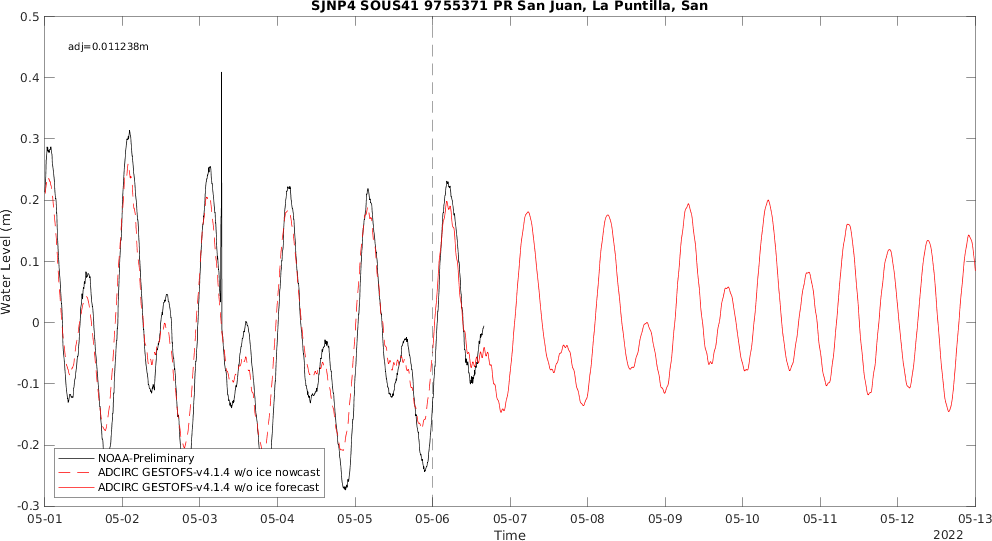 SJNP4 SOUS41 9755371 PR San Juan, La Puntilla, San
adj=0.011238m
0.5
0.4
0.3
0.2
0.1
0
-0.1
-0.2
-0.3
Water Level (m)
NOAA-Preliminary
ADCIRC GESTOFS-v4.1.4 w/o ice nowcast
ADCIRC GESTOFS-v4.1.4 w/o ice forecast
05-01 05-02 05-03 05-04 05-05 05-06 05-07 05-08 05-09 05-10 05-11 05-12 05-13
Time
2022